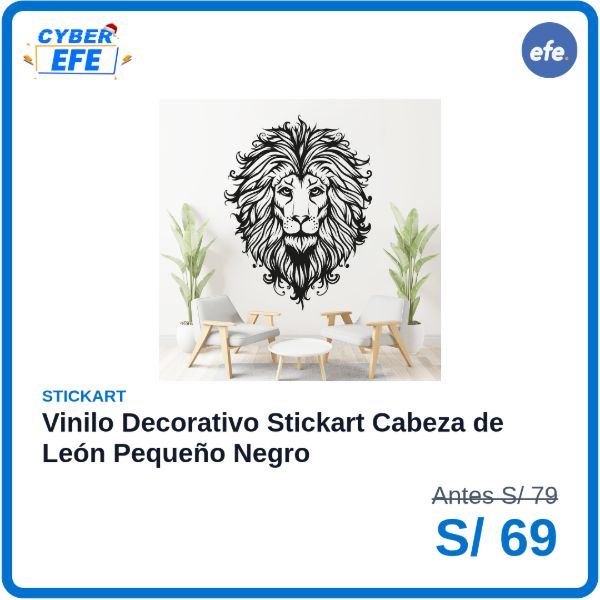 CYBER
EFE
efe.
STICKART
Vinilo Decorativo Stickart Cabeza de
León Pequeño Negro
Antes S/ 79
S/ 69